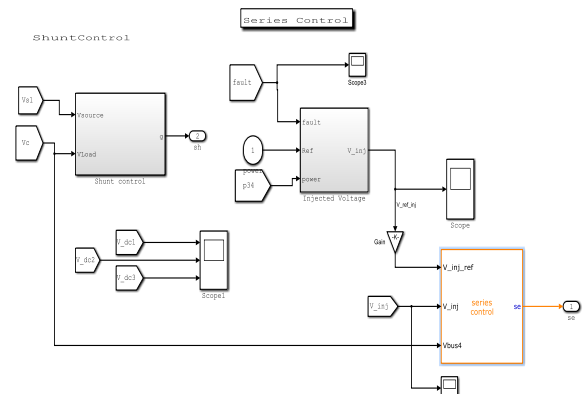 Series Control
ShuntControl
fault
Scope3
Vs1
Vsource
VLoad
g
Shunt control
2
sh
Vc
fault
Ref
power
V_inj
Injected Voltage
1
power
p34
V_ref_inj
Scope
Gain
-K-
V_dc1
V_dc2
V_dc3
Scope1
V_inj_ref
V_inj
Vbus4
series
control
se
1
se
V_inj